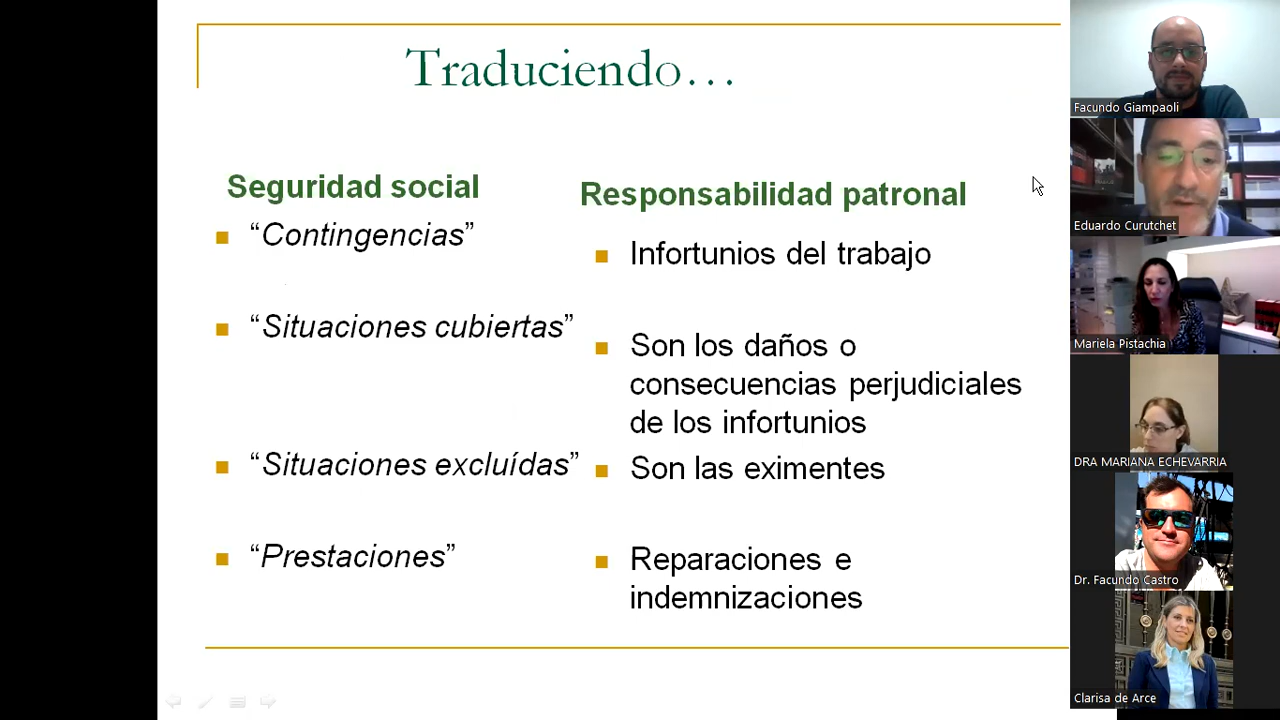 Traduciendo…
Seguridad social
“Contingencias”
“Situaciones cubiertas”
“Situaciones excluídas”
“Prestaciones”
Responsabilidad patronal
Infortunios del trabajo
Son los daños o
consecuencias perjudiciales
de los infortunios
Son las eximentes
Reparaciones e
indemnizaciones
Facundo Giampaoli
Eduardo Curutchet
Mariela Pistachia
DRA MARIANA ECHEVARRIA
Dr. Facundo Castro
Clarisa de Arce